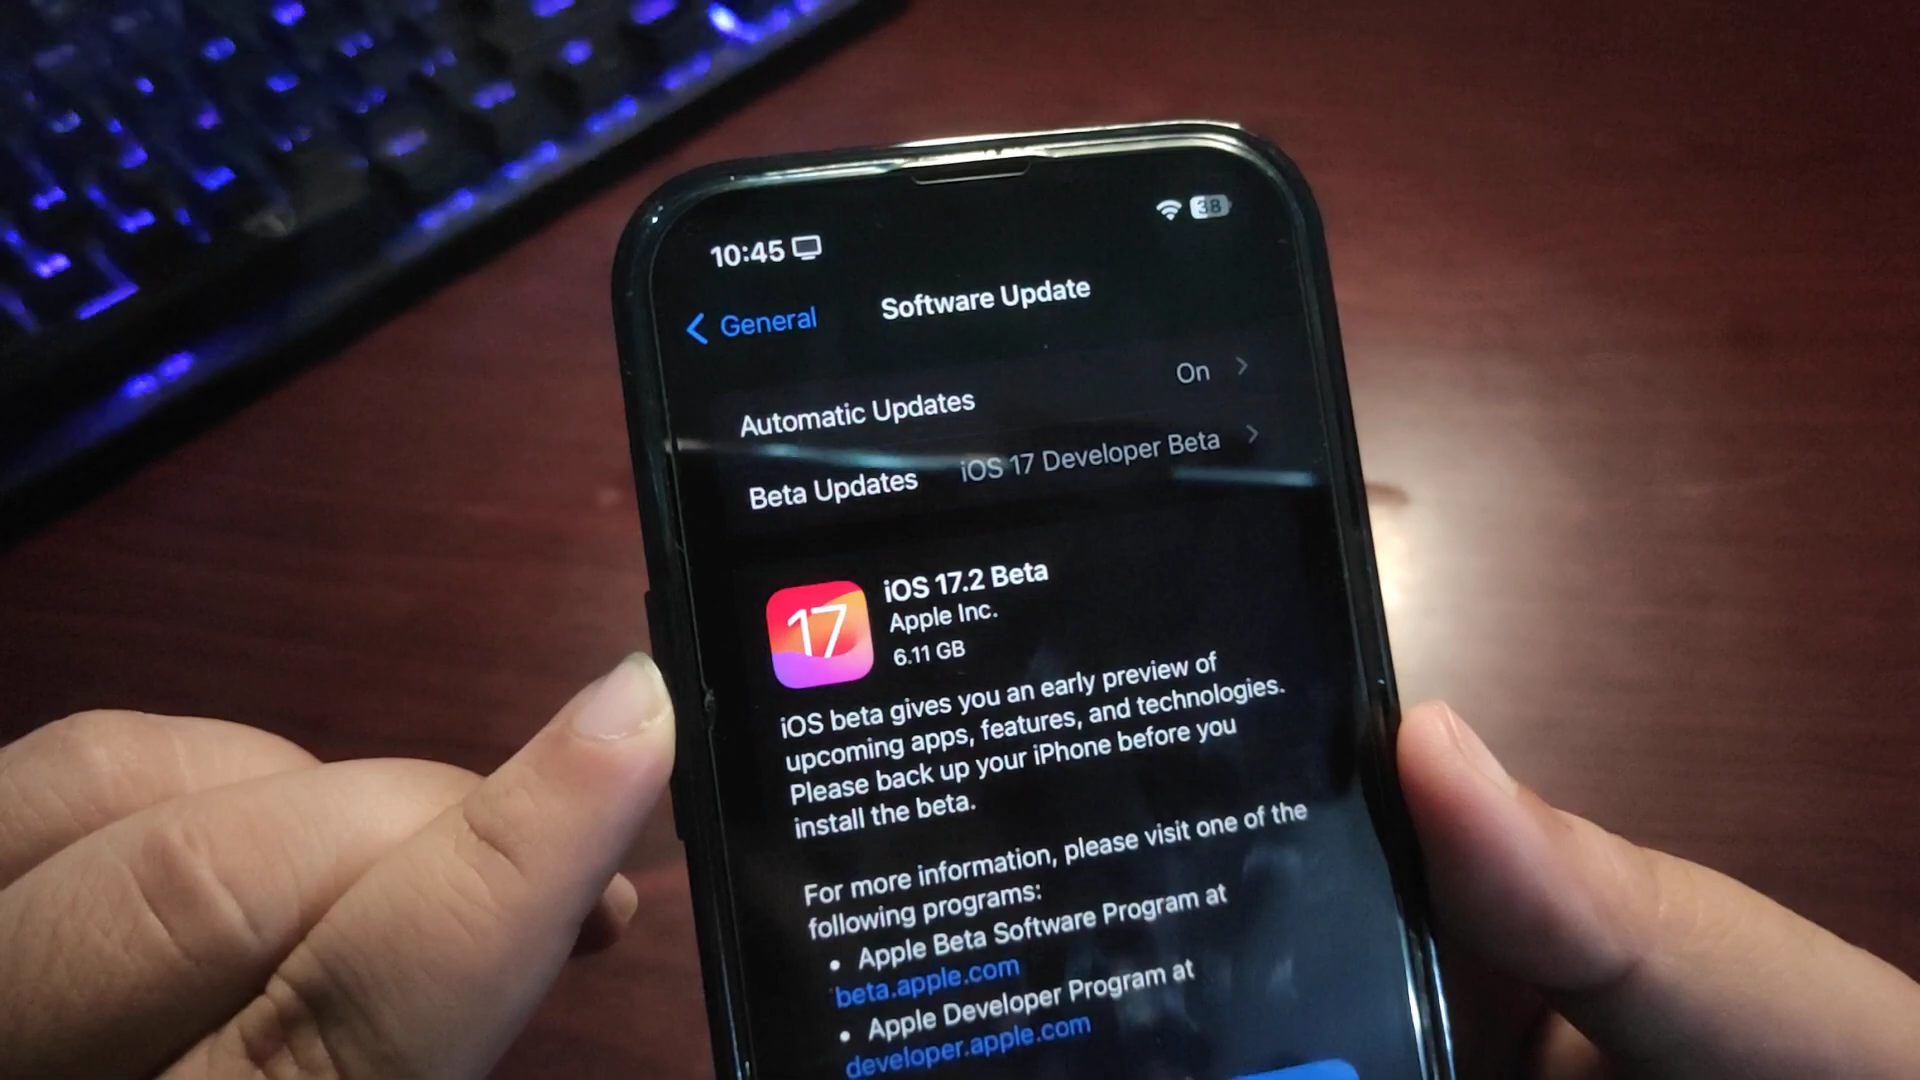 10:45
38
General
Software Update
Automatic Updates
On
Beta Updates
iOS 17 Developer Beta
17
iOS 17.2 Beta
Apple Inc.
6.11 GB
iOS beta gives you an early preview of
upcoming apps, features, and technologies.
Please back up your iPhone before you
install the beta.
For more information, please visit one of the
following programs:
• Apple Beta Software Program at
beta.apple.com
• Apple Developer Program at
developer.apple.com